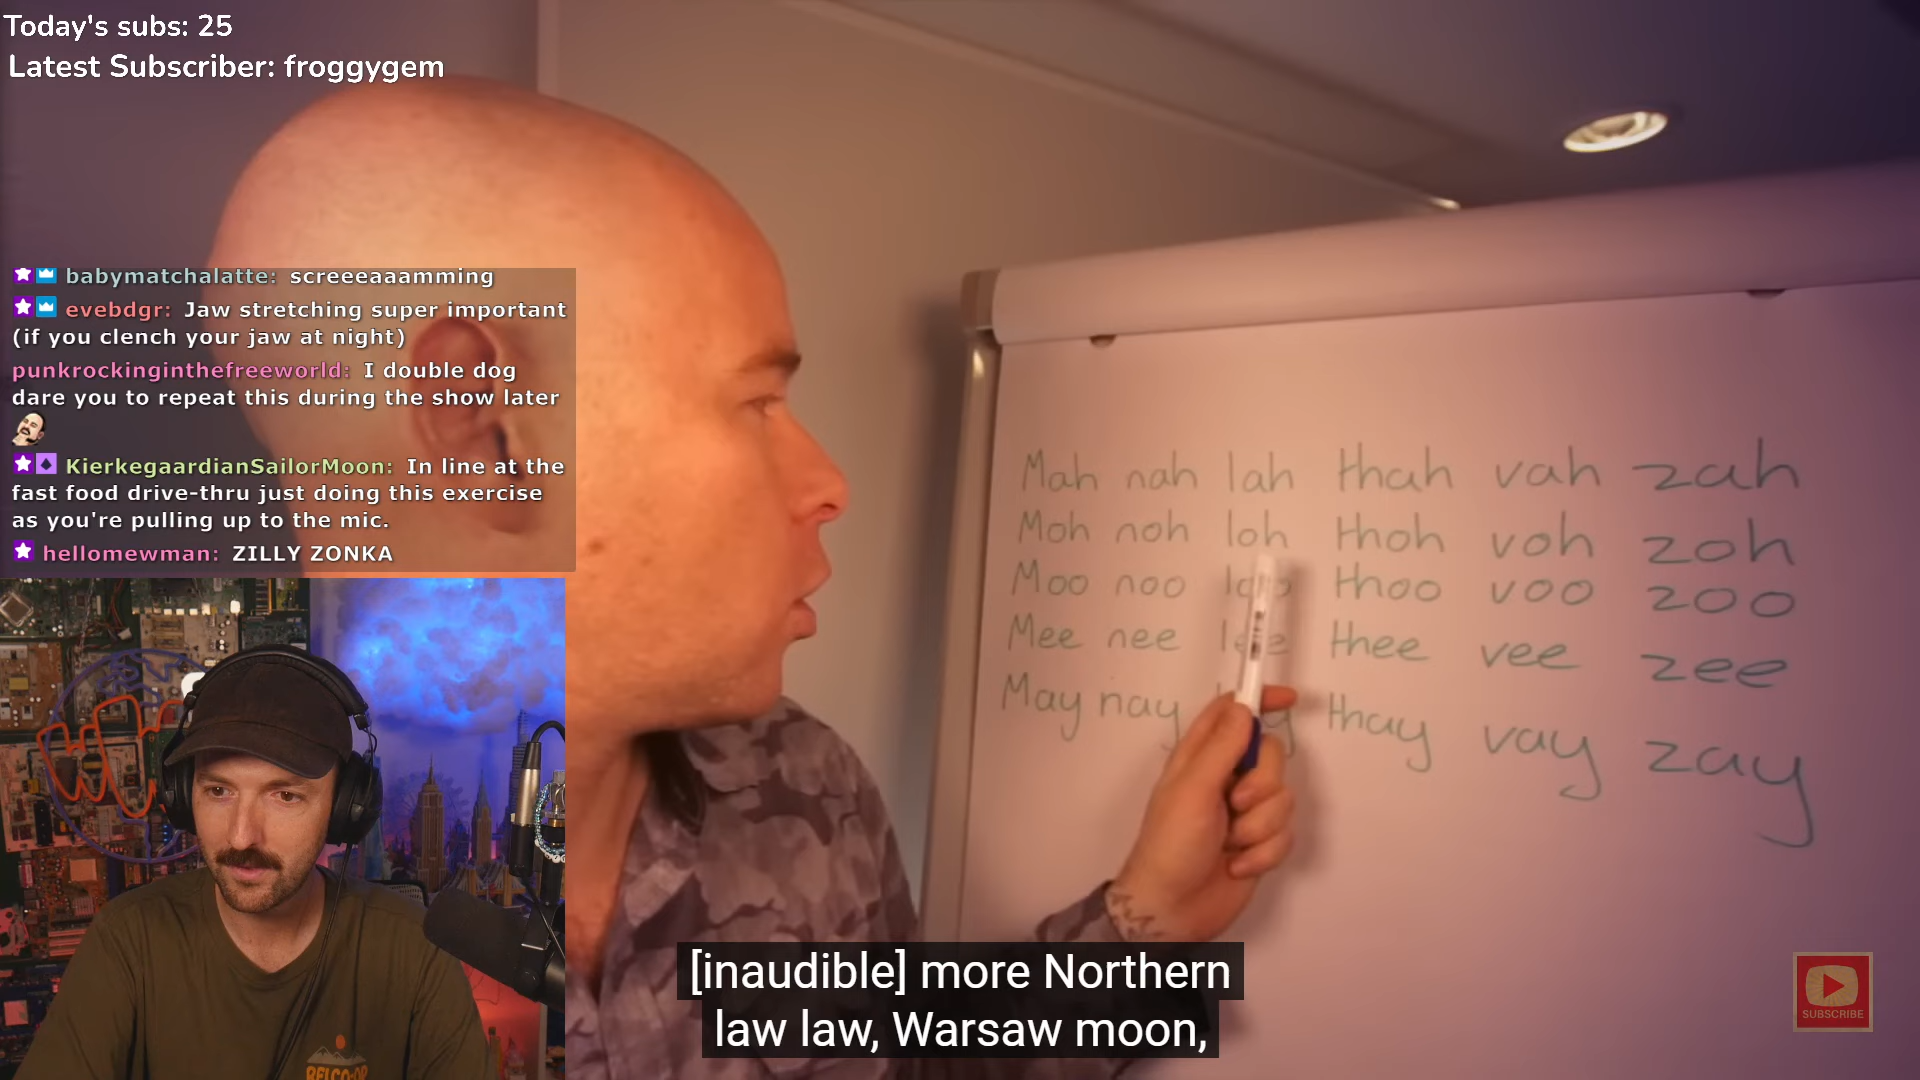 Today's subs: 25
Latest Subscriber: froggygem
babymatchalatte: screeeaaamming
evebdgr: Jaw stretching super important
(if you clench your jaw at night)
punkrockinginthefreeworld: I double dog
dare you to repeat this during the show later
KierkegaardianSailorMoon: In line at the
fast food drive-thru just doing this exercise
as you're pulling up to the mic.
hellomewman: ZILLY ZONKA
Mah nah lah thah vah zah
Moh noh loh thoh voh zoh
Moo noo thoo voo zoo
Mee nee thee vee zee
May nay thay vay zay
[inaudible] more Northern
law law, Warsaw moon,
SUBSCRIBE